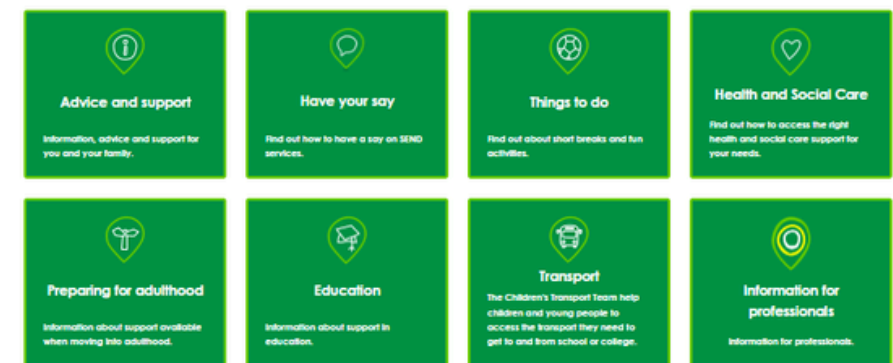 Advice and support
Information, advice and support for
you and your family.
Have your say
Find out how to have a say on SEND
services.
Things to do
Find out about short breaks and fun
activities.
Health and Social Care
Find out how to access the right
health and social care support for
your needs.
Preparing for adulthood
Information about support available
when moving into adulthood.
Education
Information about support in
education.
Transport
The Children's Transport Team help
children and young people to
access the transport they need to
get to and from school or college.
Information for
professionals
Information for professionals.